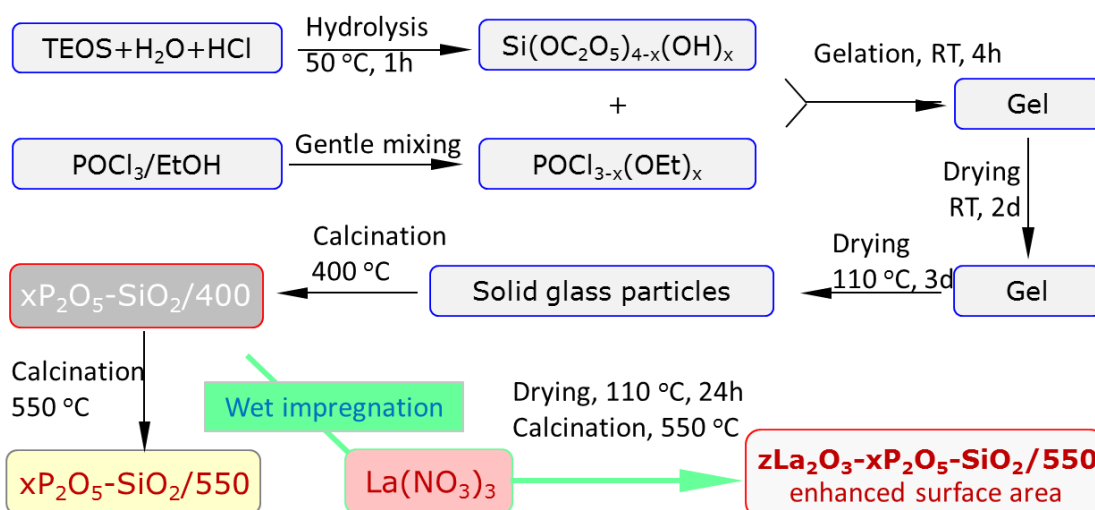 TEOS+H₂O+HCl
Hydrolysis
50 °C, 1h
Si(OC₂O₅)₄₋ₓ(OH)ₓ
Gelation, RT, 4h
+
Gel
POCl₃/EtOH
Gentle mixing
POCl₃₋ₓ(OEt)ₓ
Drying
RT, 2d
Gel
Drying
110 °C, 3d
Solid glass particles
Calcination
400 °C
xP₂O₅-SiO₂/400
Calcination
550 °C
xP₂O₅-SiO₂/550
Wet impregnation
La(NO₃)₃
Drying, 110 °C, 24h
Calcination, 550 °C
zLa₂O₃-xP₂O₅-SiO₂/550
enhanced surface area